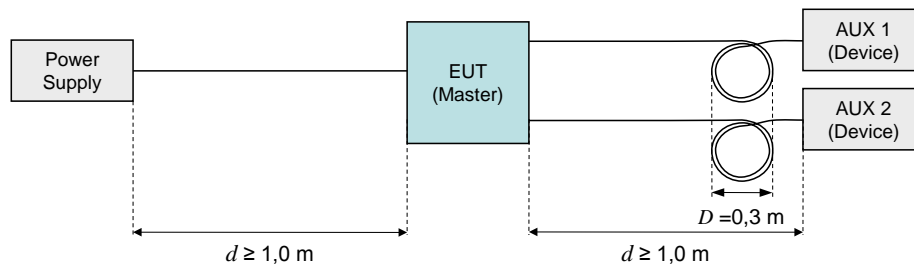 Power
Supply
EUT
(Master)
AUX 1
(Device)
AUX 2
(Device)
D =0,3 m
d ≥ 1,0 m
d ≥ 1,0 m